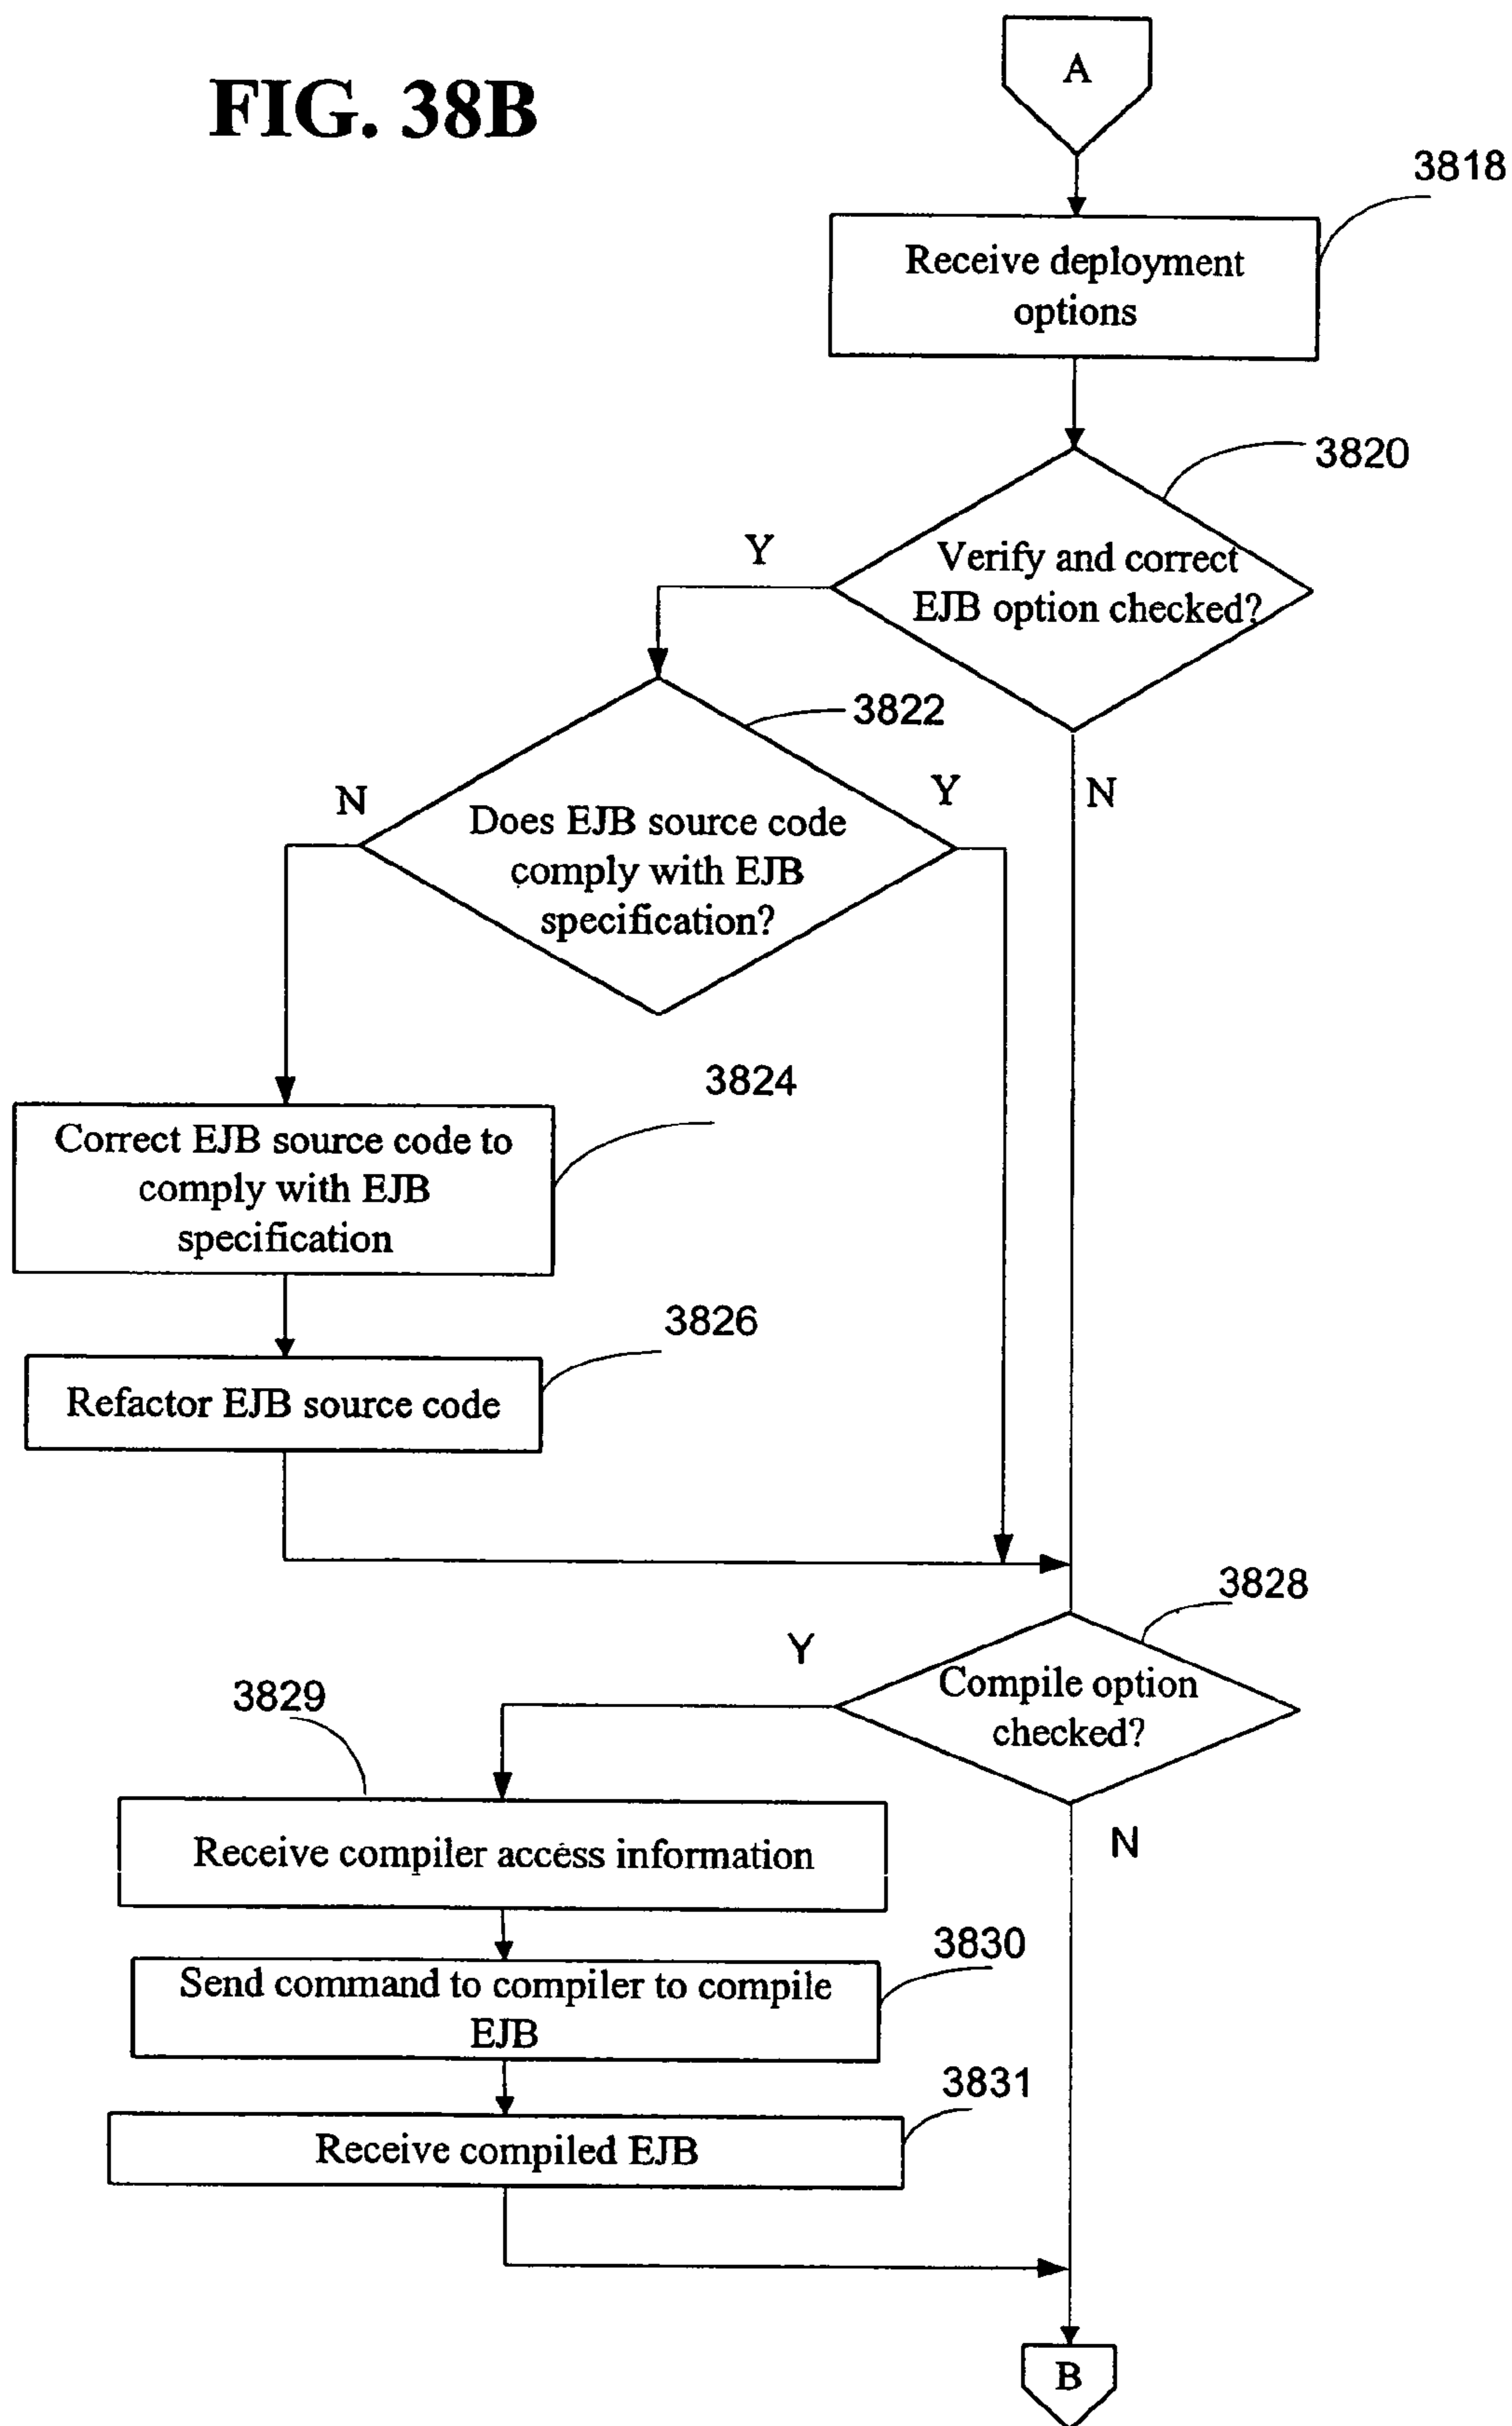 FIG. 38B
A
3818
Receive deployment
options
3820
Verify and correct
EJB option checked?
Y
N
3822
Does EJB source code
comply with EJB
specification?
N
Y
3824
Correct EJB source code to
comply with EJB
specification
3826
Refactor EJB source code
3828
Compile option
checked?
Y
N
3829
Receive compiler access information
3830
Send command to compiler to compile
EJB
3831
Receive compiled EJB
B